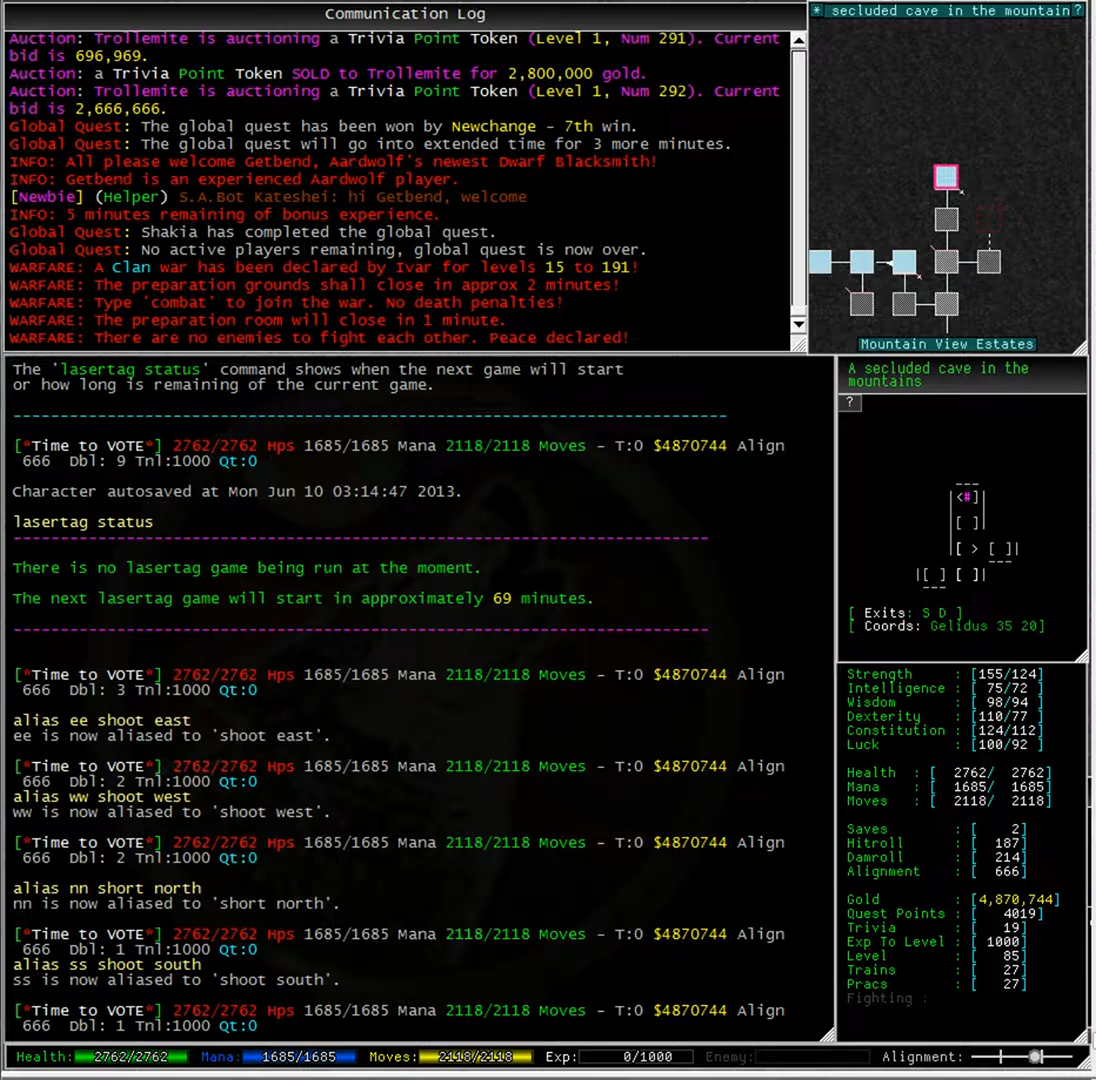 Communication Log
Auction: Trollemite is auctioning a Trivia Point Token (Level 1, Num 291). Current
bid is 696,969.
Auction: a Trivia Point Token SOLD to Trollemite for 2,800,000 gold.
Auction: Trollemite is auctioning a Trivia Point Token (Level 1, Num 292). Current
bid is 2,666,666.
Global Quest: The global quest has been won by Newchange - 7th win.
Global Quest: The global quest will go into extended time for 3 more minutes.
INFO: All please welcome Getbend, Aardwolf's newest Dwarf Blacksmith!
INFO: Getbend is an experienced Aardwolf player.
[Newbie] (Helper) S.A.Bot Kateshei: hi Getbend, welcome
INFO: 5 minutes remaining of bonus experience.
Global Quest: Shakia has completed the global quest.
Global Quest: No active players remaining, global quest is now over.
WARFARE: A Clan war has been declared by Ivar for levels 15 to 191!
WARFARE: The preparation grounds shall close in approx 2 minutes!
WARFARE: Type 'combat' to join the war. No death penalties!
WARFARE: The preparation room will close in 1 minute.
WARFARE: There are no enemies to fight each other. Peace declared!
* secluded cave in the mountain ?
Mountain View Estates
The 'lasertag status' command shows when the next game will start
or how long is remaining of the current game.
-----------------------------------------------------------------------------
[*Time to VOTE*] 2762/2762 Hps 1685/1685 Mana 2118/2118 Moves - T:0 $4870744 Align
666 Dbl: 9 Tnl:1000 Qt:0
Character autosaved at Mon Jun 10 03:14:47 2013.
lasertag status
---------------------------------------------------------------------------
There is no lasertag game being run at the moment.
The next lasertag game will start in approximately 69 minutes.
---------------------------------------------------------------------------
[*Time to VOTE*] 2762/2762 Hps 1685/1685 Mana 2118/2118 Moves - T:0 $4870744 Align
666 Dbl: 3 Tnl:1000 Qt:0
alias ee shoot east
ee is now aliased to 'shoot east'.
[*Time to VOTE*] 2762/2762 Hps 1685/1685 Mana 2118/2118 Moves - T:0 $4870744 Align
666 Dbl: 2 Tnl:1000 Qt:0
alias ww shoot west
ww is now aliased to 'shoot west'.
[*Time to VOTE*] 2762/2762 Hps 1685/1685 Mana 2118/2118 Moves - T:0 $4870744 Align
666 Dbl: 2 Tnl:1000 Qt:0
alias nn short north
nn is now aliased to 'short north'.
[*Time to VOTE*] 2762/2762 Hps 1685/1685 Mana 2118/2118 Moves - T:0 $4870744 Align
666 Dbl: 1 Tnl:1000 Qt:0
alias ss shoot south
ss is now aliased to 'shoot south'.
[*Time to VOTE*] 2762/2762 Hps 1685/1685 Mana 2118/2118 Moves - T:0 $4870744 Align
666 Dbl: 1 Tnl:1000 Qt:0
A secluded cave in the
mountains
?
---
|<#]|
|[ ]|
|[ > [ ]|
---
|[ ] [ ]|
---
[ Exits: S D ]
[ Coords: Gelidus 35 20]
Strength : [155/124]
Intelligence : [ 75/72 ]
Wisdom : [ 98/94 ]
Dexterity : [110/77 ]
Constitution : [124/112]
Luck : [100/92 ]
Health : [ 2762/ 2762]
Mana : [ 1685/ 1685]
Moves : [ 2118/ 2118]
Saves : [ 2]
Hitroll : [ 187]
Damroll : [ 214]
Alignment : [ 666]
Gold : [4,870,744]
Quest Points : [ 4019]
Trivia : [ 19]
Exp To Level : [ 1000]
Level : [ 85]
Trains : [ 27]
Pracs : [ 27]
Fighting :
Health: 2762/2762 Mana: 1685/1685 Moves: 2118/2118 Exp: 0/1000 Enemy: Alignment: